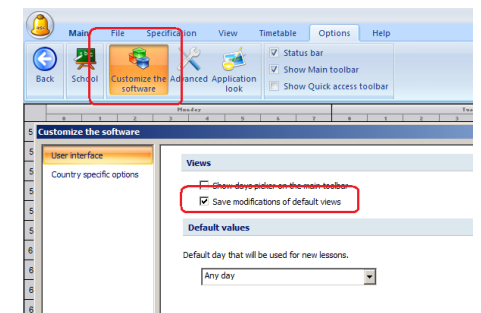 Main File Specification View Timetable Options Help
Back School Customize the software Advanced Application look
Status bar
Show Main toolbar
Show Quick access toolbar
Monday
Customize the software
User interface
Country specific options
Views
Show days picker on the main toolbar
Save modifications of default views
Default values
Default day that will be used for new lessons.
Any day